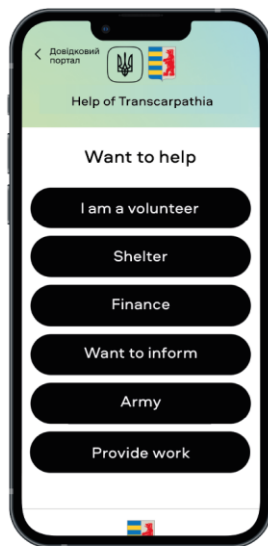 Довідковий
портал
Help of Transcarpathia
Want to help
I am a volunteer
Shelter
Finance
Want to inform
Army
Provide work